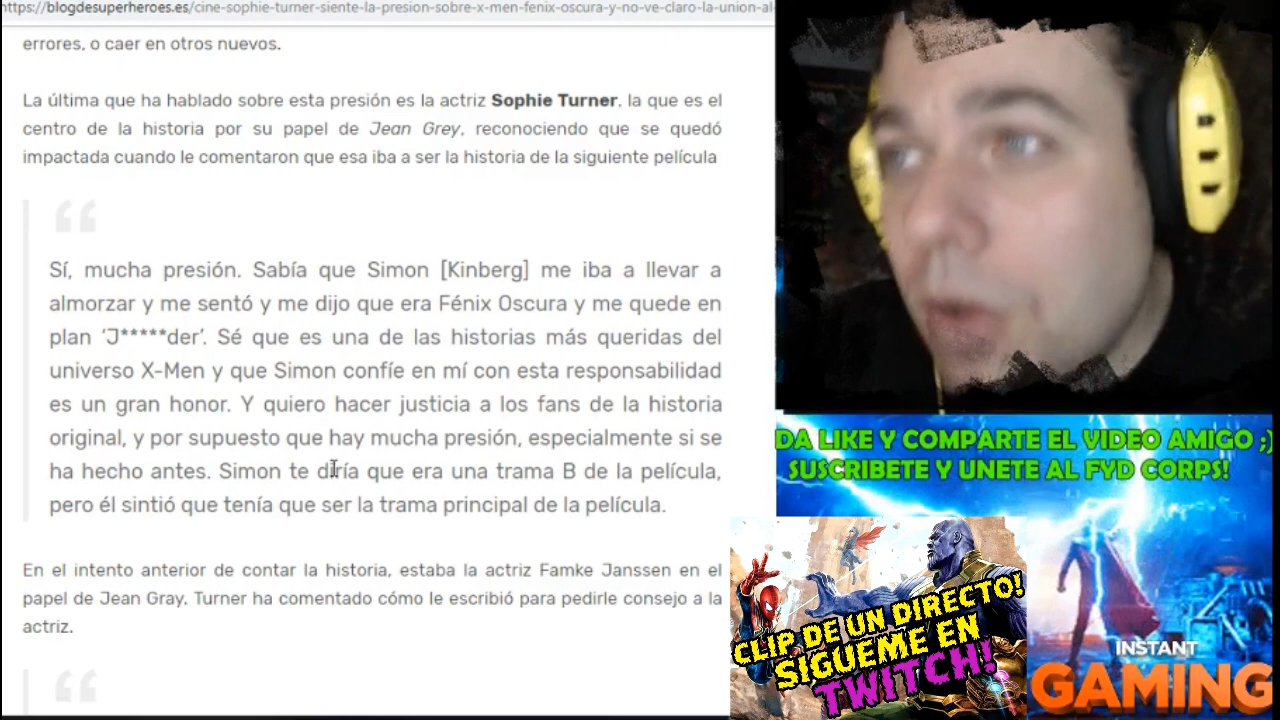 https://blogdesuperheroes.es/cine-sophie-turner-siente-la-presion-sobre-x-men-fenix-oscura-y-no-ve-claro-la-union-al-
errores, o caer en otros nuevos.
La última que ha hablado sobre esta presión es la actriz Sophie Turner, la que es el
centro de la historia por su papel de Jean Grey, reconociendo que se quedó
impactada cuando le comentaron que esa iba a ser la historia de la siguiente película
“
Sí, mucha presión. Sabía que Simon [Kinberg] me iba a llevar a
almorzar y me sentó y me dijo que era Fénix Oscura y me quede en
plan ‘J*****der’. Sé que es una de las historias más queridas del
universo X-Men y que Simon confíe en mí con esta responsabilidad
es un gran honor. Y quiero hacer justicia a los fans de la historia
original, y por supuesto que hay mucha presión, especialmente si se
ha hecho antes. Simon te diría que era una trama B de la película,
pero él sintió que tenía que ser la trama principal de la película.
En el intento anterior de contar la historia, estaba la actriz Famke Janssen en el
papel de Jean Gray. Turner ha comentado cómo le escribió para pedirle consejo a la
actriz.
“
DA LIKE Y COMPARTE EL VIDEO AMIGO ;)
SUSCRIBETE Y UNETE AL FYD CORPS!
CLIP DE UN DIRECTO!
SIGUEME EN
TWITCH!
INSTANT
GAMING